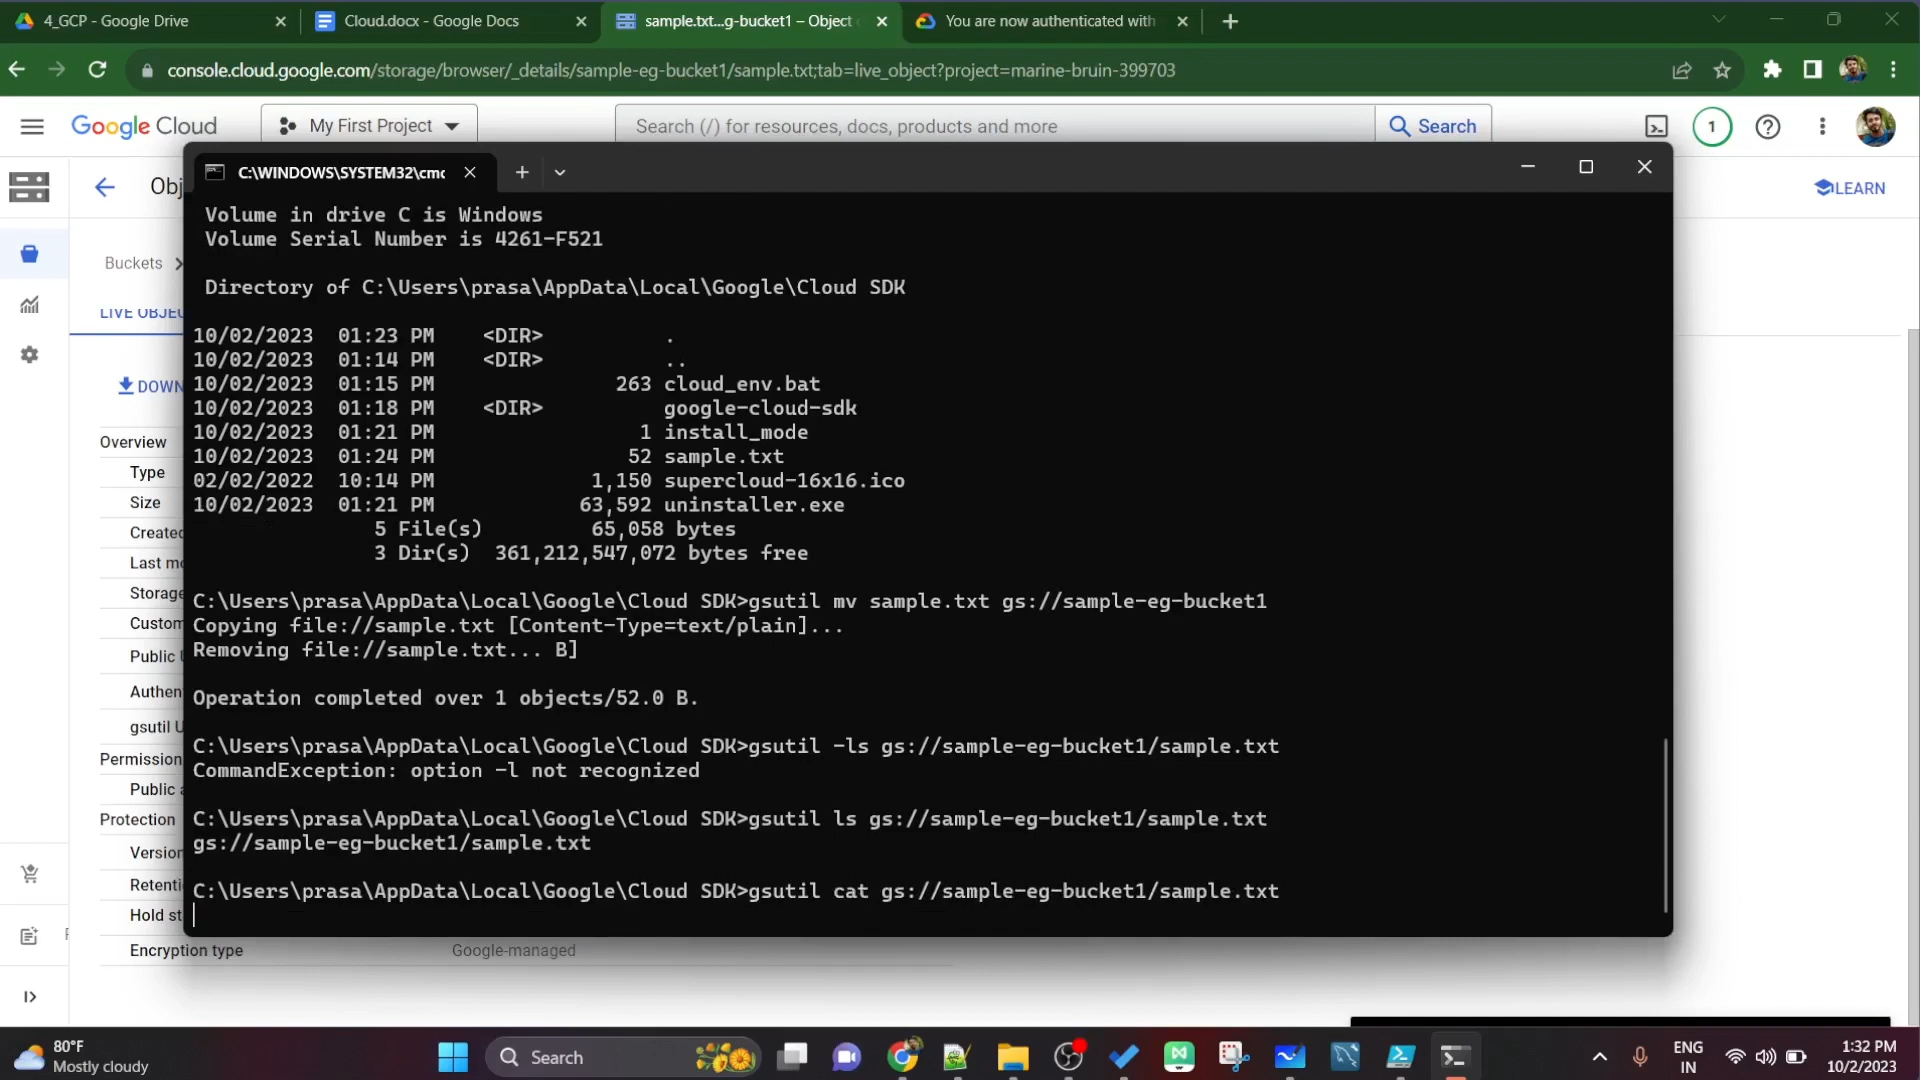 4_GCP - Google Drive
Cloud.docx - Google Docs
sample.txt...g-bucket1 – Object
You are now authenticated with
console.cloud.google.com/storage/browser/_details/sample-eg-bucket1/sample.txt;tab=live_object?project=marine-bruin-399703
Google Cloud
My First Project
Search (/) for resources, docs, products and more
Search
1
C:\WINDOWS\SYSTEM32\cmd
LEARN
Buckets
Volume in drive C is Windows
Volume Serial Number is 4261-F521
Directory of C:\Users\prasa\AppData\Local\Google\Cloud SDK
10/02/2023 01:23 PM <DIR> .
10/02/2023 01:14 PM <DIR> ..
10/02/2023 01:15 PM 263 cloud_env.bat
10/02/2023 01:18 PM <DIR> google-cloud-sdk
10/02/2023 01:21 PM 1 install_mode
10/02/2023 01:24 PM 52 sample.txt
02/02/2022 10:14 PM 1,150 supercloud-16x16.ico
10/02/2023 01:21 PM 63,592 uninstaller.exe
5 File(s) 65,058 bytes
3 Dir(s) 361,212,547,072 bytes free
C:\Users\prasa\AppData\Local\Google\Cloud SDK>gsutil mv sample.txt gs://sample-eg-bucket1
Copying file://sample.txt [Content-Type=text/plain]...
Removing file://sample.txt... B]
Operation completed over 1 objects/52.0 B.
C:\Users\prasa\AppData\Local\Google\Cloud SDK>gsutil -ls gs://sample-eg-bucket1/sample.txt
CommandException: option -l not recognized
C:\Users\prasa\AppData\Local\Google\Cloud SDK>gsutil ls gs://sample-eg-bucket1/sample.txt
gs://sample-eg-bucket1/sample.txt
C:\Users\prasa\AppData\Local\Google\Cloud SDK>gsutil cat gs://sample-eg-bucket1/sample.txt
Overview
Type
Size
Created
Storage
Public
gsutil
Permission
Public
Protection
Encryption type Google-managed
80°F
Mostly cloudy
Search
ENG
IN
1:32 PM
10/2/2023